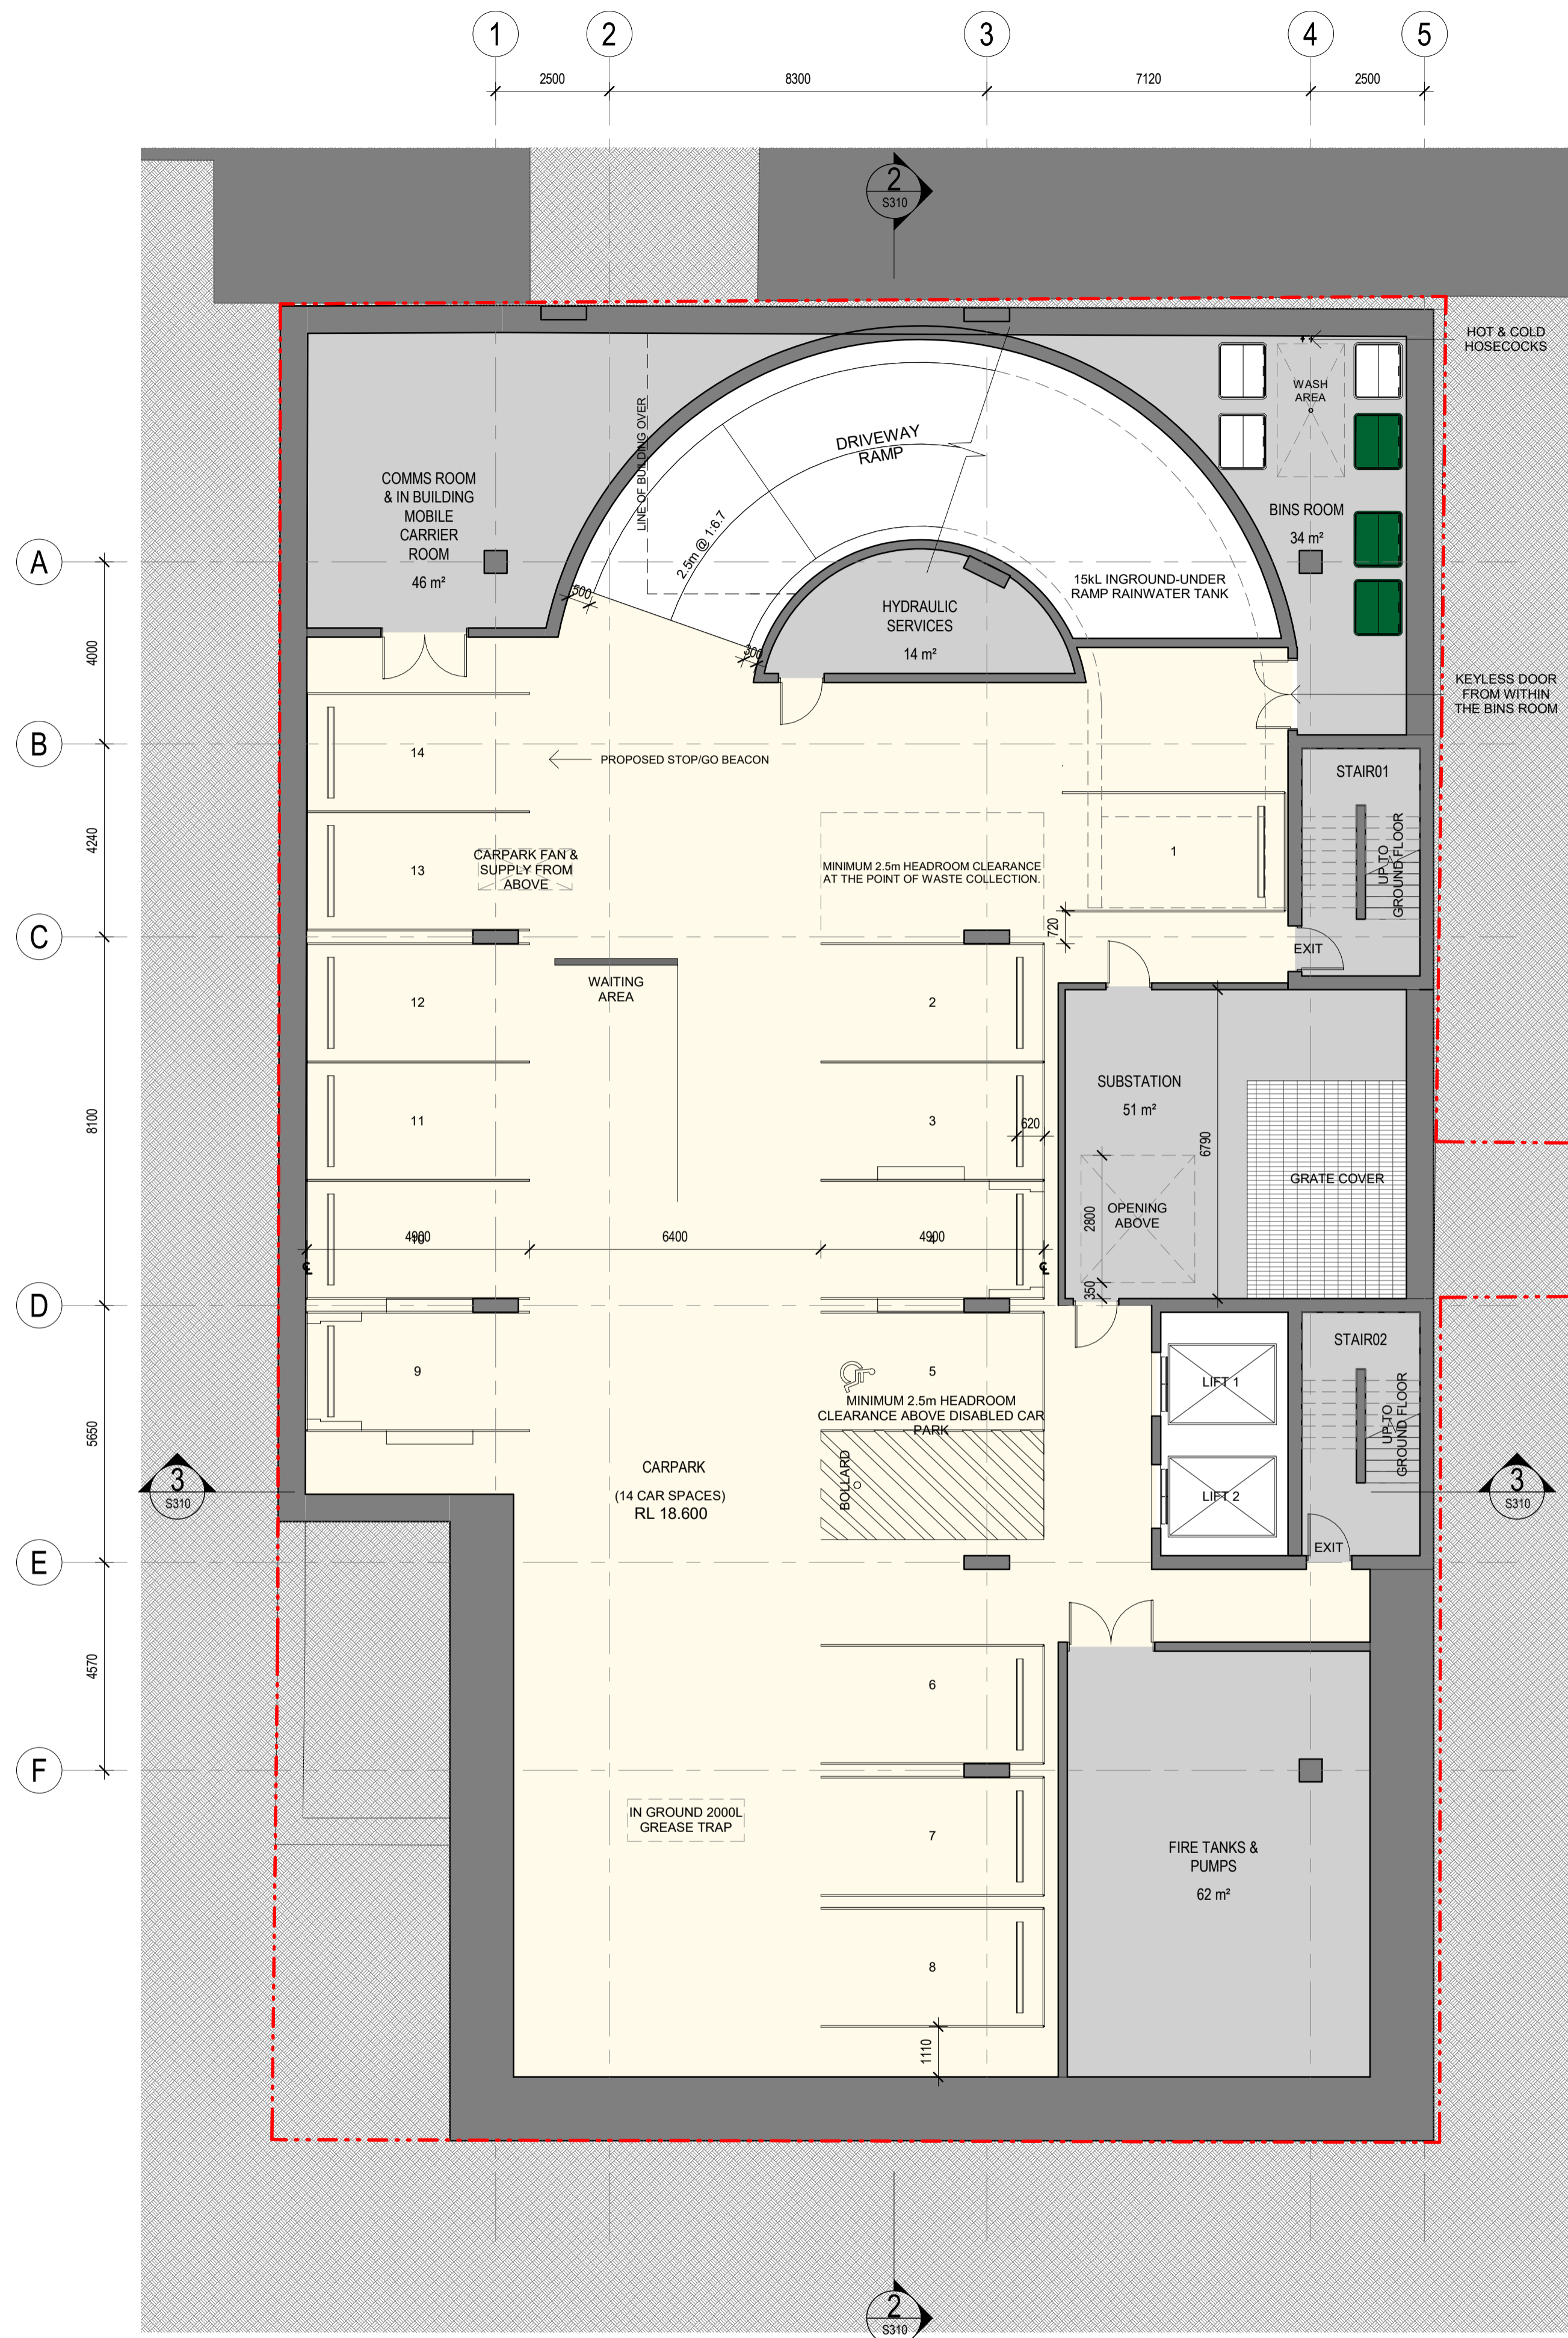 1
2
3
4
5
2500
8300
7120
2500
2
S310
HOT & COLD
HOSECOCKS
WASH
AREA
LINE OF BUILDING OVER
DRIVEWAY
RAMP
COMMS ROOM
& IN BUILDING
MOBILE
CARRIER
ROOM
46 m²
BINS ROOM
34 m²
A
2.5m @ 1:6.7
500
15kL INGROUND-UNDER
RAMP RAINWATER TANK
HYDRAULIC
SERVICES
14 m²
300
4000
KEYLESS DOOR
FROM WITHIN
THE BINS ROOM
B
14
PROPOSED STOP/GO BEACON
STAIR01
UP TO
GROUND FLOOR
4240
CARPARK FAN &
SUPPLY FROM
ABOVE
13
MINIMUM 2.5m HEADROOM CLEARANCE
AT THE POINT OF WASTE COLLECTION.
1
C
720
EXIT
WAITING
AREA
12
2
SUBSTATION
51 m²
8100
11
3
620
6790
GRATE COVER
2800
OPENING
ABOVE
4900
10
6400
4900
4
℄
℄
350
D
STAIR02
UP TO
GROUND FLOOR
9
5
LIFT 1
MINIMUM 2.5m HEADROOM
CLEARANCE ABOVE DISABLED CAR
PARK
5650
CARPARK
(14 CAR SPACES)
RL 18.600
BOLLARD
LIFT 2
3
S310
3
S310
E
EXIT
4570
6
F
IN GROUND 2000L
GREASE TRAP
7
FIRE TANKS &
PUMPS
62 m²
8
1110
2
S310